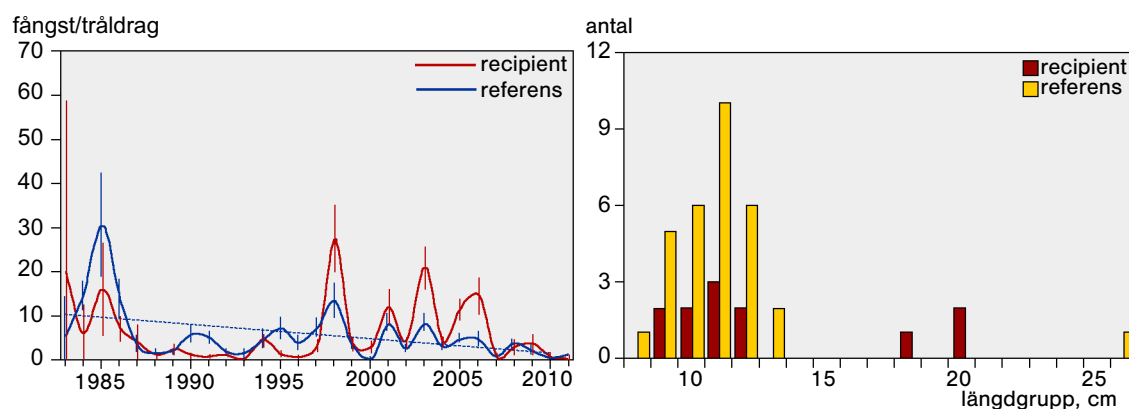 fångst/tråldrag
70
60
50
40
30
20
10
0
recipient
referens
1985 1990 1995 2000 2005 2010
antal
12
9
6
3
0
recipient
referens
10 15 20 25
längdgrupp, cm